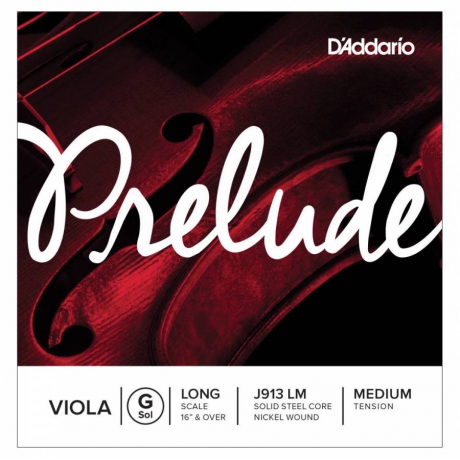 D'Addario
Prelude
VIOLA
G
Sol
LONG
SCALE
16" & OVER
J913 LM
SOLID STEEL CORE
NICKEL WOUND
MEDIUM
TENSION